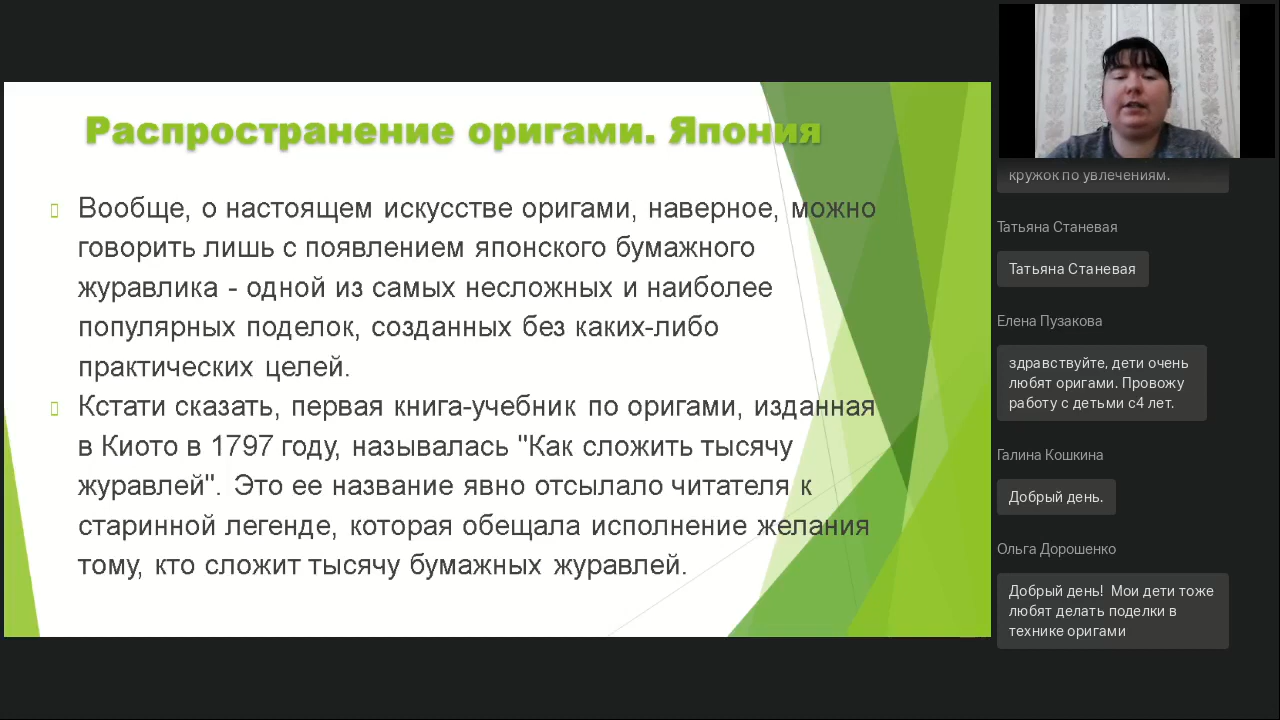 Распространение оригами. Япония
Вообще, о настоящем искусстве оригами, наверное, можно
говорить лишь с появлением японского бумажного
журавлика - одной из самых несложных и наиболее
популярных поделок, созданных без каких-либо
практических целей.
Кстати сказать, первая книга-учебник по оригами, изданная
в Киото в 1797 году, называлась "Как сложить тысячу
журавлей". Это ее название явно отсылало читателя к
старинной легенде, которая обещала исполнение желания
тому, кто сложит тысячу бумажных журавлей.
кружок по увлечениям.
Татьяна Станевая
Татьяна Станевая
Елена Пузакова
здравствуйте, дети очень
любят оригами. Провожу
работу с детьми с4 лет.
Галина Кошкина
Добрый день.
Ольга Дорошенко
Добрый день! Мои дети тоже
любят делать поделки в
технике оригами